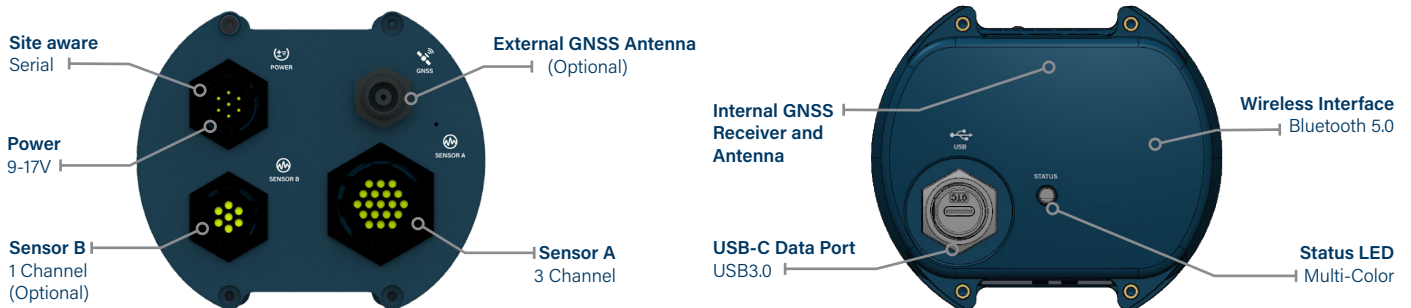 Site aware
Serial
POWER
GNSS
External GNSS Antenna
(Optional)
Power
9-17V
SENSOR B
SENSOR A
Sensor B
1 Channel
(Optional)
Sensor A
3 Channel
Internal GNSS
Receiver and
Antenna
Wireless Interface
Bluetooth 5.0
USB
STATUS
USB-C Data Port
USB3.0
Status LED
Multi-Color